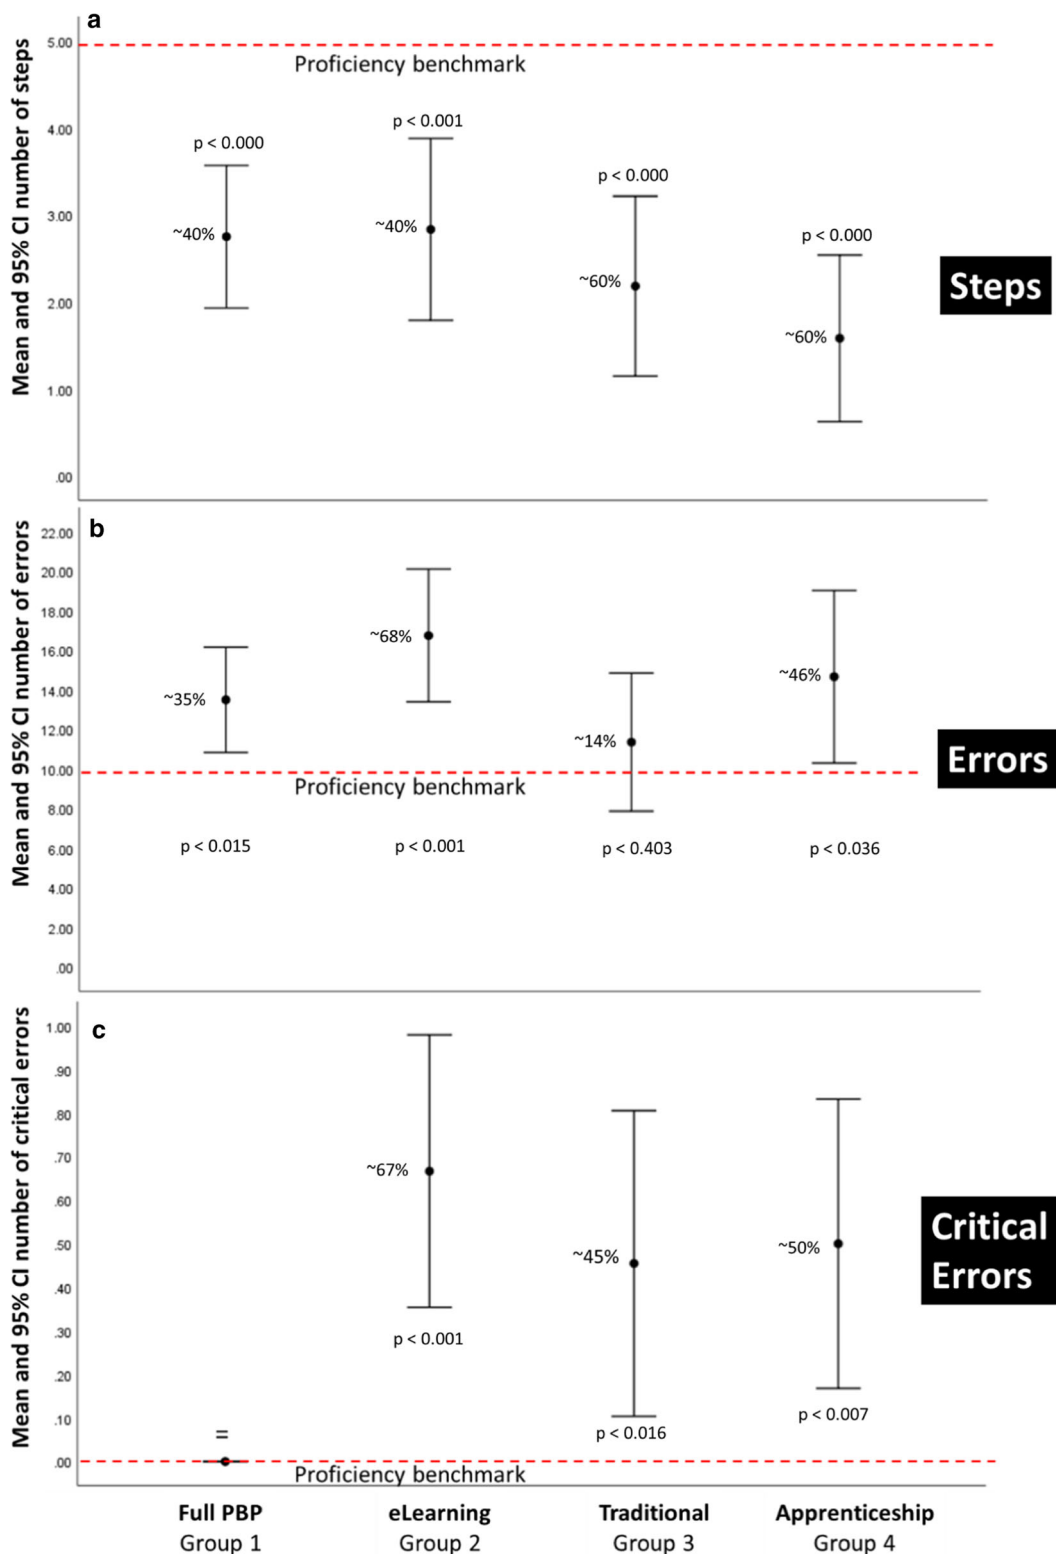 a
Mean and 95% CI number of steps
5.00
4.00
3.00
2.00
1.00
.00
Proficiency benchmark
p < 0.000
p < 0.001
p < 0.000
p < 0.000
~40%
~40%
~60%
~60%
Steps
b
Mean and 95% CI number of errors
22.00
20.00
18.00
16.00
14.00
12.00
10.00
8.00
6.00
4.00
2.00
.00
~35%
~68%
~14%
~46%
Proficiency benchmark
p < 0.015
p < 0.001
p < 0.403
p < 0.036
Errors
c
Mean and 95% CI number of critical errors
1.00
.90
.80
.70
.60
.50
.40
.30
.20
.10
.00
=
~67%
~45%
~50%
p < 0.001
p < 0.016
p < 0.007
Critical
Errors
Proficiency benchmark
Full PBP
Group 1
eLearning
Group 2
Traditional
Group 3
Apprenticeship
Group 4